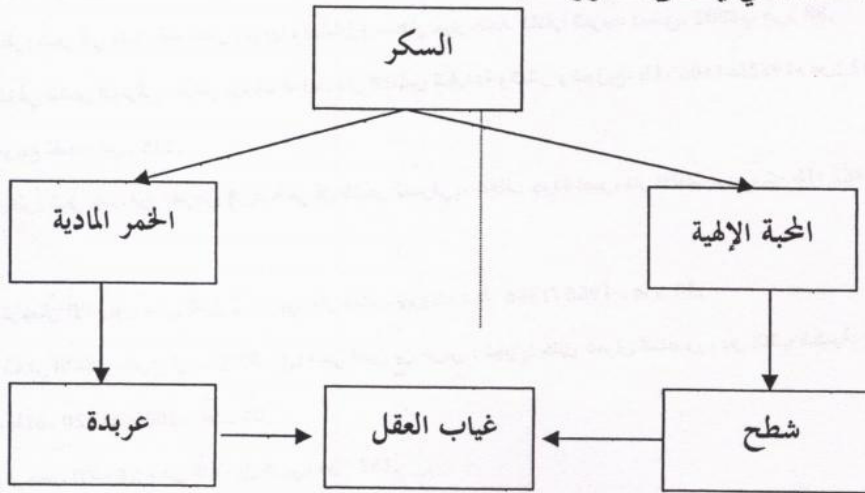 السكر
المحبة الإلهية
الخمر المادية
شطح
غياب العقل
عربدة